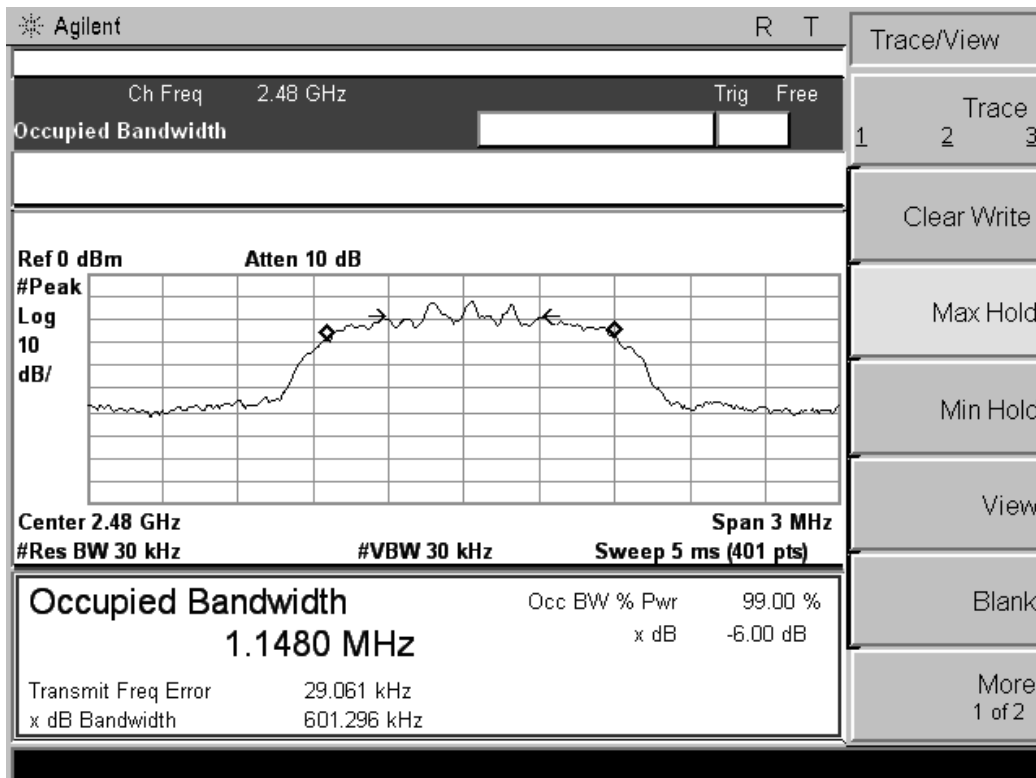 Agilent R T
Trace/View
Ch Freq 2.48 GHz Trig Free
Occupied Bandwidth
Trace
1 2 3
Clear Write
Max Hold
Min Hold
View
Blank
More
1 of 2
Ref 0 dBm Atten 10 dB
#Peak
Log
10
dB/
Center 2.48 GHz Span 3 MHz
#Res BW 30 kHz #VBW 30 kHz Sweep 5 ms (401 pts)
Occupied Bandwidth
1.1480 MHz
Occ BW % Pwr 99.00 %
x dB -6.00 dB
Transmit Freq Error 29.061 kHz
x dB Bandwidth 601.296 kHz